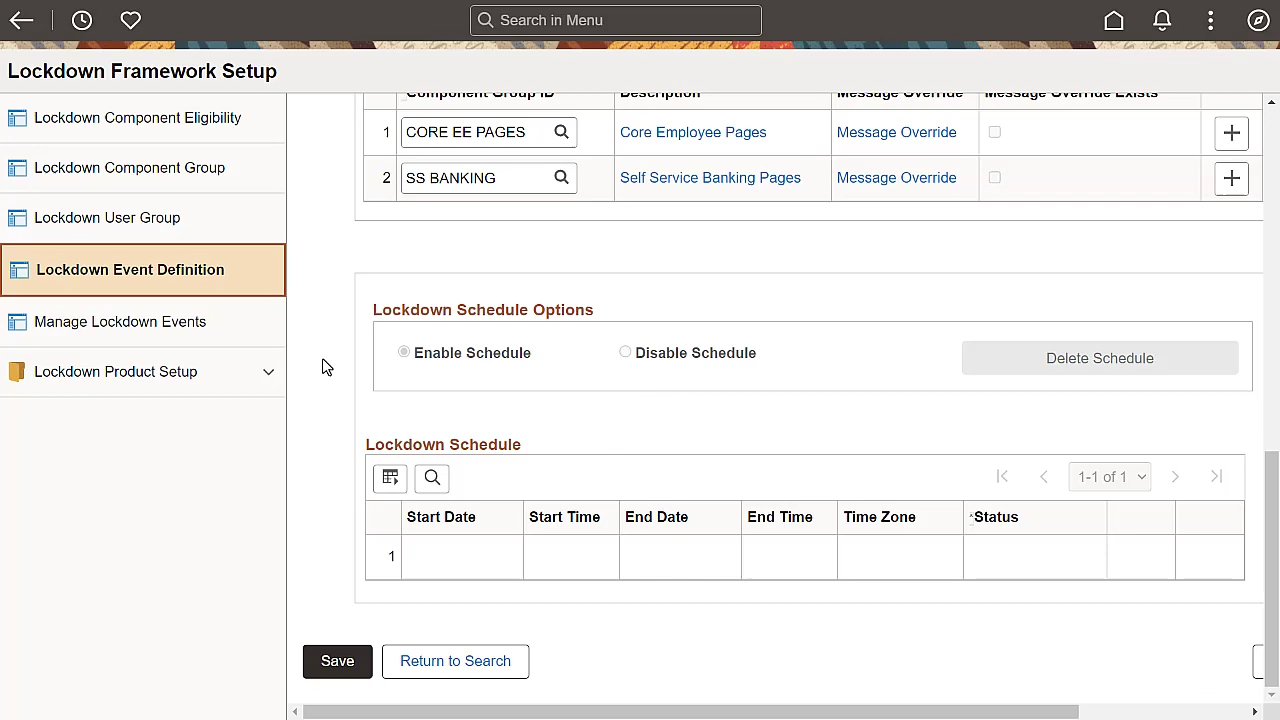 Search in Menu
Lockdown Framework Setup
Lockdown Component Eligibility
Lockdown Component Group
Lockdown User Group
Lockdown Event Definition
Manage Lockdown Events
Lockdown Product Setup
Component Group ID Description Message Override Message Override Exists
1 CORE EE PAGES Core Employee Pages Message Override
2 SS BANKING Self Service Banking Pages Message Override
Lockdown Schedule Options
Enable Schedule Disable Schedule Delete Schedule
Lockdown Schedule
1-1 of 1
Start Date Start Time End Date End Time Time Zone Status
1
Save Return to Search